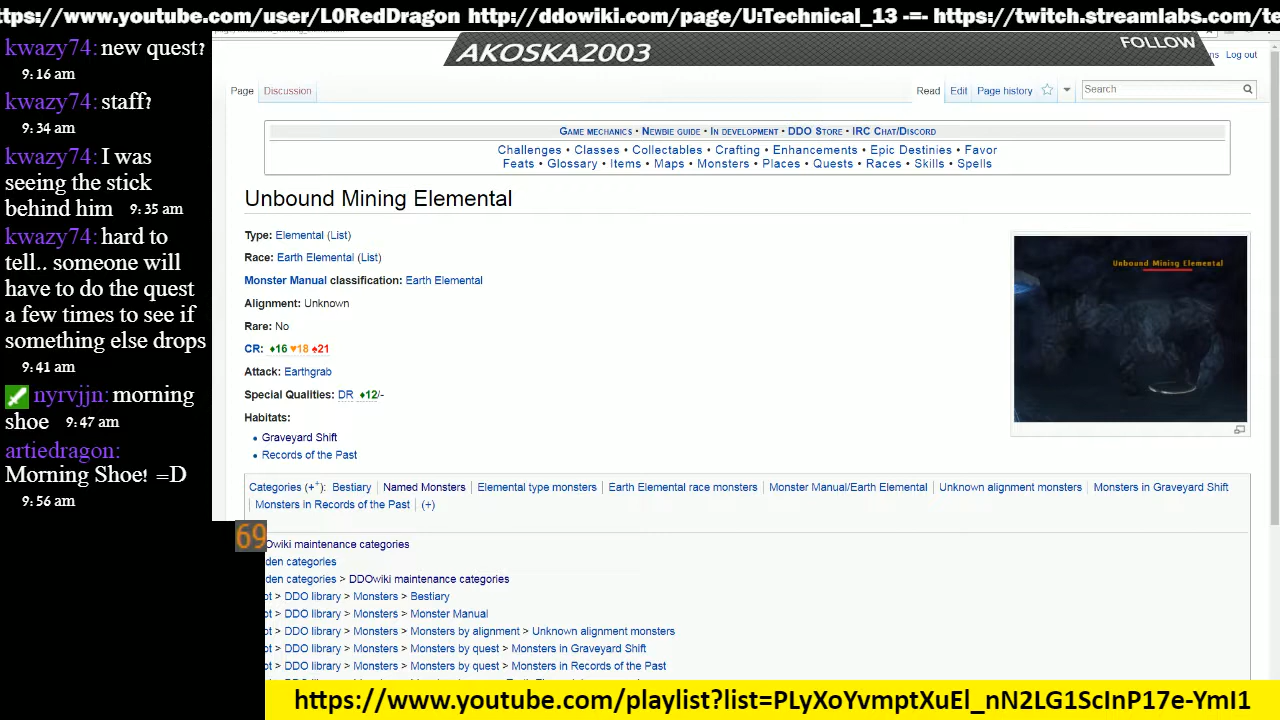 ttps://www.youtube.com/user/L0RedDragon http://ddowiki.com/page/U:Technical_13 -=- https://twitch.streamlabs.com/te
AKOSKA2003
FOLLOW
Log out
kwazy74: new quest?
9:16 am
kwazy74: staff?
9:34 am
kwazy74: I was
seeing the stick
behind him 9:35 am
kwazy74: hard to
tell.. someone will
have to do the quest
a few times to see if
something else drops
9:41 am
nyrvjjn: morning
shoe 9:47 am
artiedragon:
Morning Shoe! =D
9:56 am
Page Discussion Read Edit Page history Search
Game mechanics • Newbie guide • In development • DDO Store • IRC Chat/Discord
Challenges • Classes • Collectables • Crafting • Enhancements • Epic Destinies • Favor
Feats • Glossary • Items • Maps • Monsters • Places • Quests • Races • Skills • Spells
Unbound Mining Elemental
Type: Elemental (List)
Race: Earth Elemental (List)
Monster Manual classification: Earth Elemental
Alignment: Unknown
Rare: No
CR: ♦16 ♥18 ♠21
Attack: Earthgrab
Special Qualities: DR ♦12/-
Habitats:
• Graveyard Shift
• Records of the Past
Unbound Mining Elemental
Categories (++): Bestiary Named Monsters Elemental type monsters Earth Elemental race monsters Monster Manual/Earth Elemental Unknown alignment monsters Monsters in Graveyard Shift
Monsters in Records of the Past (+)
69
Owiki maintenance categories
den categories
den categories > DDOwiki maintenance categories
ot > DDO library > Monsters > Bestiary
ot > DDO library > Monsters > Monster Manual
ot > DDO library > Monsters > Monsters by alignment > Unknown alignment monsters
ot > DDO library > Monsters > Monsters by quest > Monsters in Graveyard Shift
ot > DDO library > Monsters > Monsters by quest > Monsters in Records of the Past
https://www.youtube.com/playlist?list=PLyXoYvmptXuEl_nN2LG1ScInP17e-YmI1